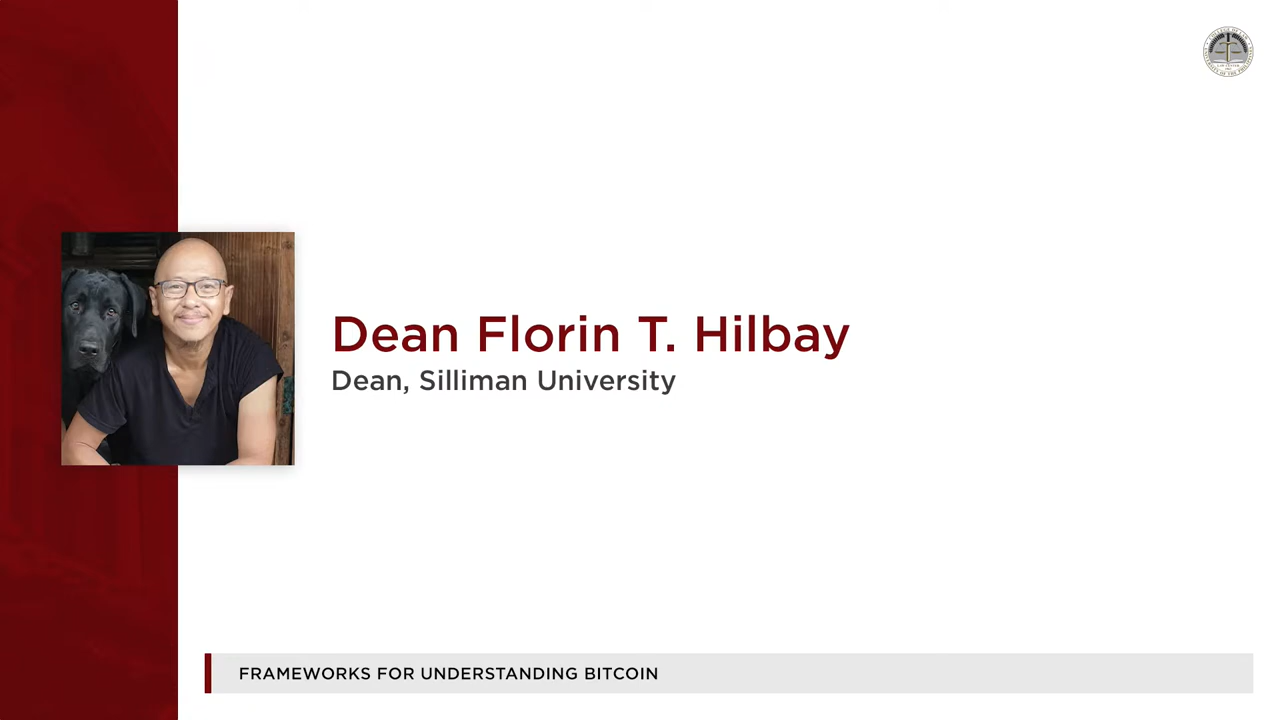 Dean Florin T. Hilbay
Dean, Silliman University
FRAMEWORKS FOR UNDERSTANDING BITCOIN